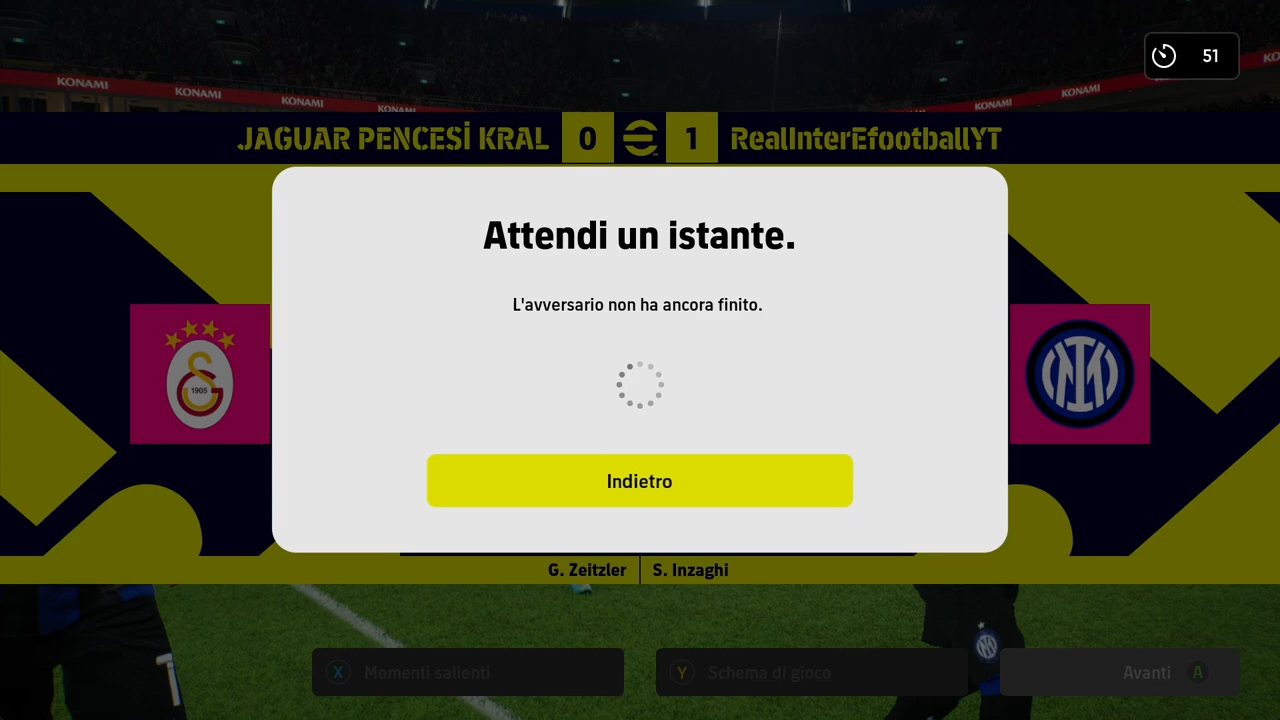 51
KONAMI
KONAMI
KONAMI
KONAMI
KONAMI
KONAMI
JAGUAR PENCESİ KRAL 0 1 RealInterEfootballYT
Attendi un istante.
L'avversario non ha ancora finito.
1905
Indietro
G. Zeitzler S. Inzaghi
X Momenti salienti
Y Schema di gioco
Avanti A